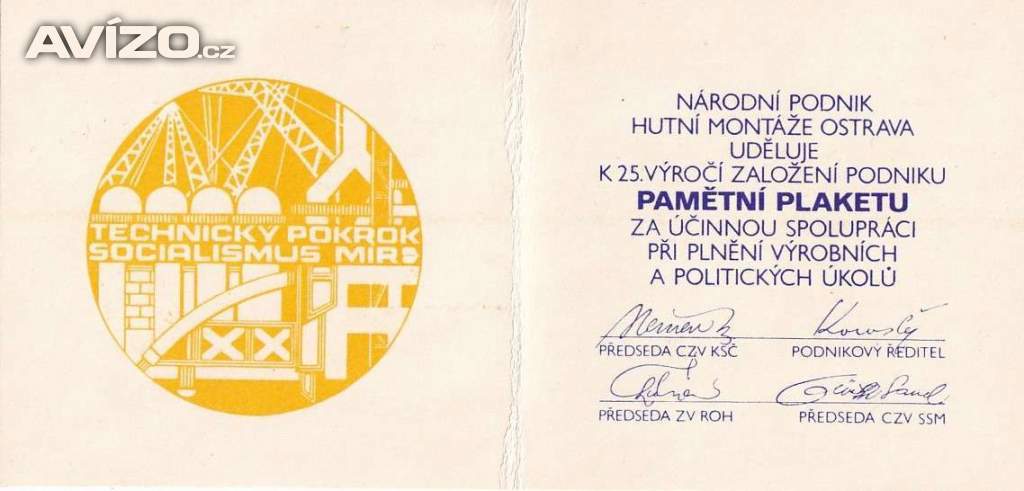 AVÍZO.cz
TECHNICKÝ POKROK
SOCIALISMUS MÍR
NÁRODNÍ PODNIK
HUTNÍ MONTÁŽE OSTRAVA
UDĚLUJE
K 25.VÝROČÍ ZALOŽENÍ PODNIKU
PAMĚTNÍ PLAKETU
ZA ÚČINNOU SPOLUPRÁCI
PŘI PLNĚNÍ VÝROBNÍCH
A POLITICKÝCH ÚKOLŮ
PŘEDSEDA CZV KSČ
PODNIKOVÝ ŘEDITEL
PŘEDSEDA ZV ROH
PŘEDSEDA CZV SSM